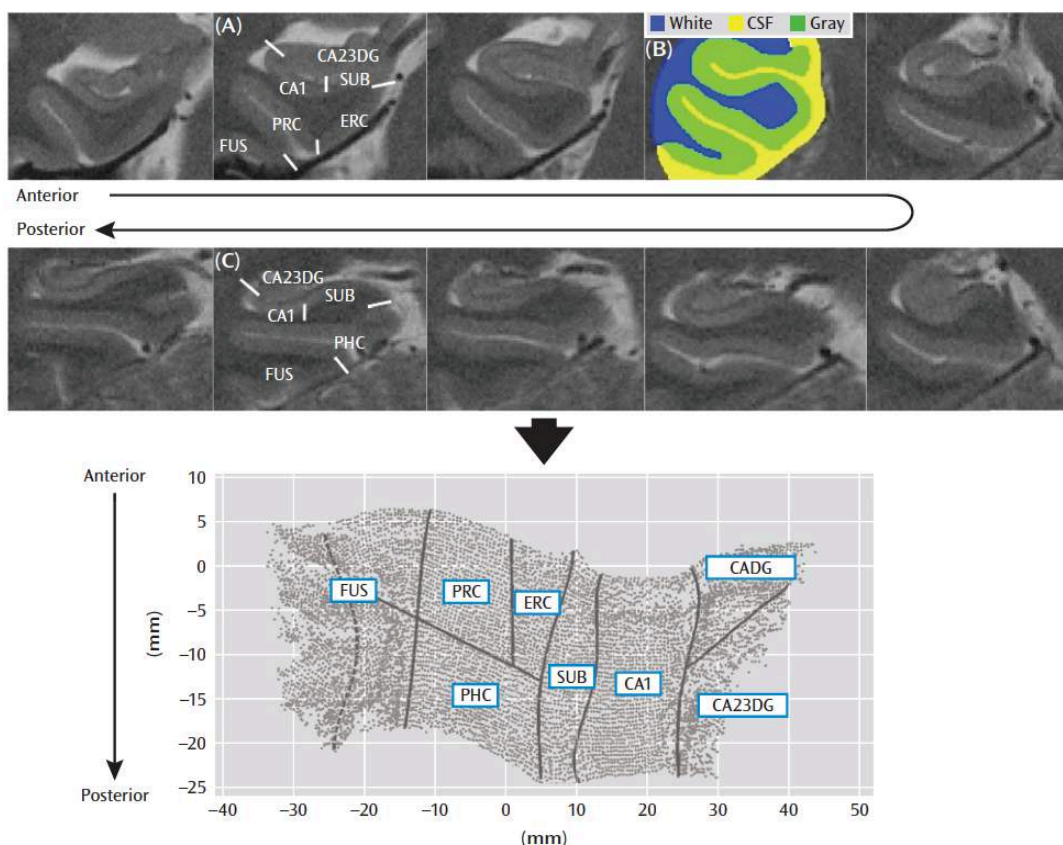 White CSF Gray
(A)
(B)
CA23DG
CA1
SUB
PRC
ERC
FUS
Anterior
Posterior
(C)
CA23DG
SUB
CA1
PHC
FUS
Anterior
10
5
0
−5
−10
−15
−20
−25
(mm)
FUS
PRC
ERC
CADG
PHC
SUB
CA1
CA23DG
Posterior
−40 −30 −20 −10 0 10 20 30 40 50
(mm)